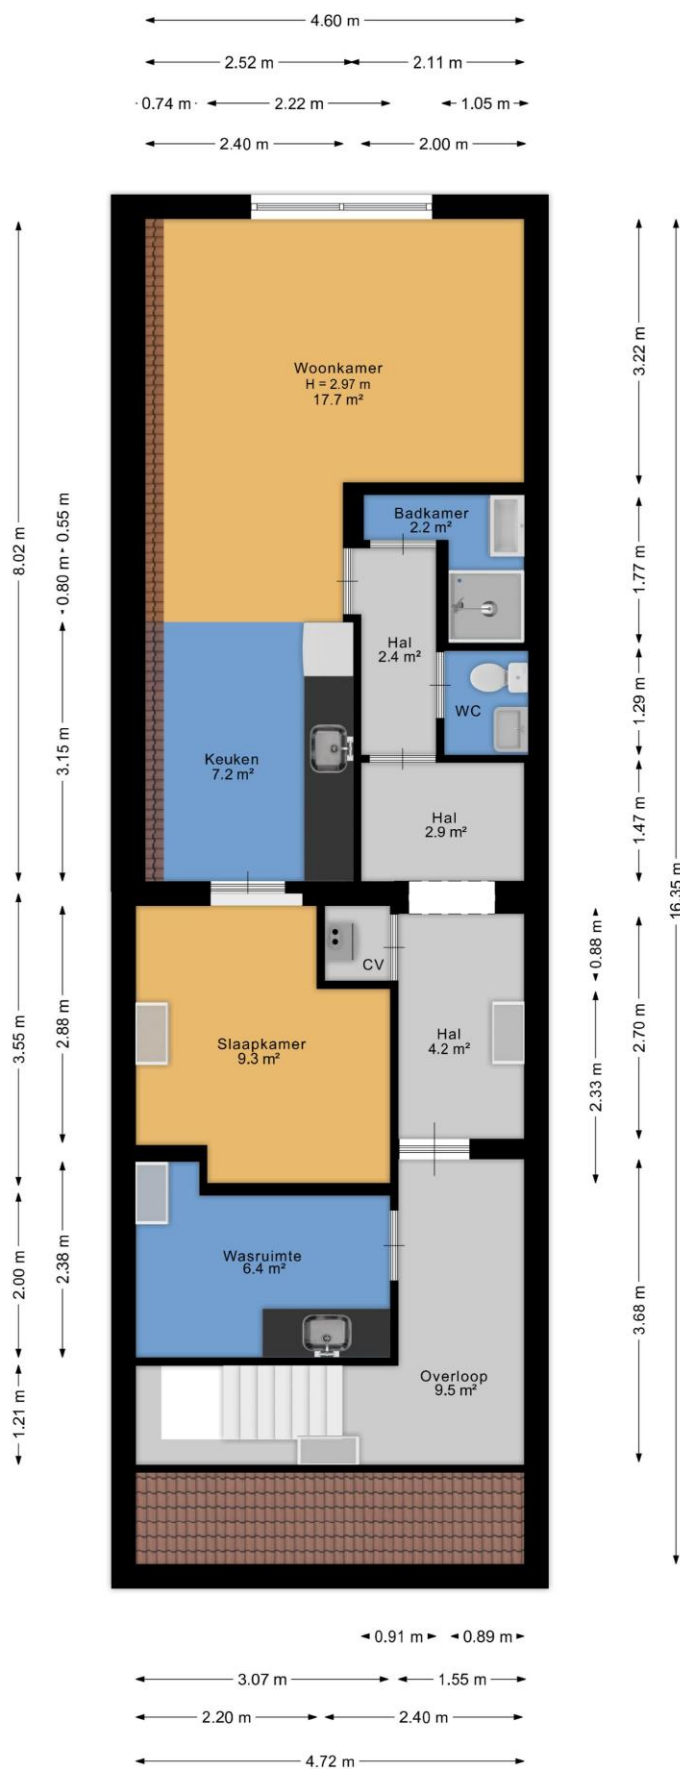 4.60 m
2.52 m
2.11 m
0.74 m
2.22 m
1.05 m
2.40 m
2.00 m
8.02 m
0.55 m
0.80 m
3.15 m
3.22 m
1.77 m
1.29 m
1.47 m
16.35 m
Woonkamer
H = 2.97 m
17.7 m²
Badkamer
2.2 m²
Hal
2.4 m²
WC
Keuken
7.2 m²
Hal
2.9 m²
CV
3.55 m
2.88 m
Slaapkamer
9.3 m²
Hal
4.2 m²
0.88 m
2.33 m
2.70 m
2.00 m
2.38 m
Wasruimte
6.4 m²
3.68 m
1.21 m
Overloop
9.5 m²
0.91 m
0.89 m
3.07 m
1.55 m
2.20 m
2.40 m
4.72 m